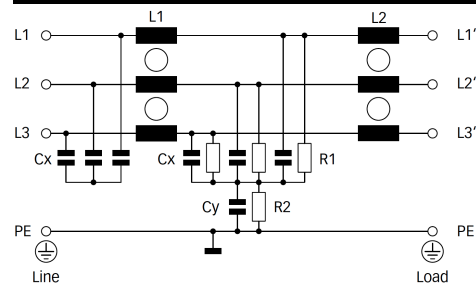 L1 L2
L1 L1′
L2 L2′
L3 L3′
Cx Cx R1
Cy R2
PE PE
Line Load